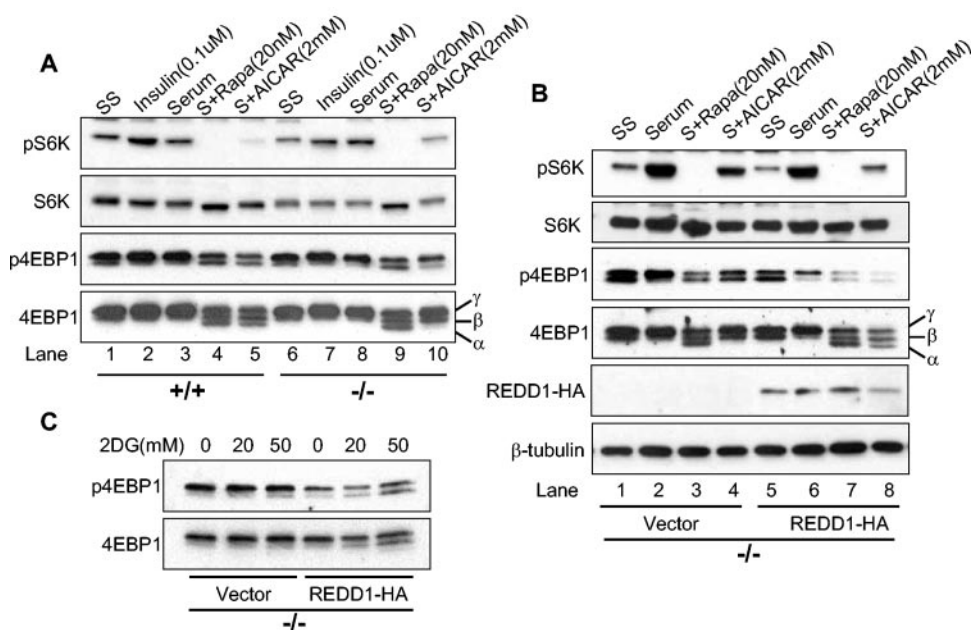 A
SS Insulin(0.1uM) Serum S+Rapa(20nM) S+AICAR(2mM) SS Insulin(0.1uM) Serum S+Rapa(20nM) S+AICAR(2mM)
pS6K
S6K
p4EBP1
4EBP1
γ
β
α
Lane 1 2 3 4 5 6 7 8 9 10
+/+ -/-
B
SS Serum S+Rapa(20nM) S+AICAR(2mM) SS Serum S+Rapa(20nM) S+AICAR(2mM)
pS6K
S6K
p4EBP1
4EBP1
γ
β
α
REDD1-HA
β-tubulin
Lane 1 2 3 4 5 6 7 8
Vector REDD1-HA
-/-
C
2DG(mM) 0 20 50 0 20 50
p4EBP1
4EBP1
Vector REDD1-HA
-/-